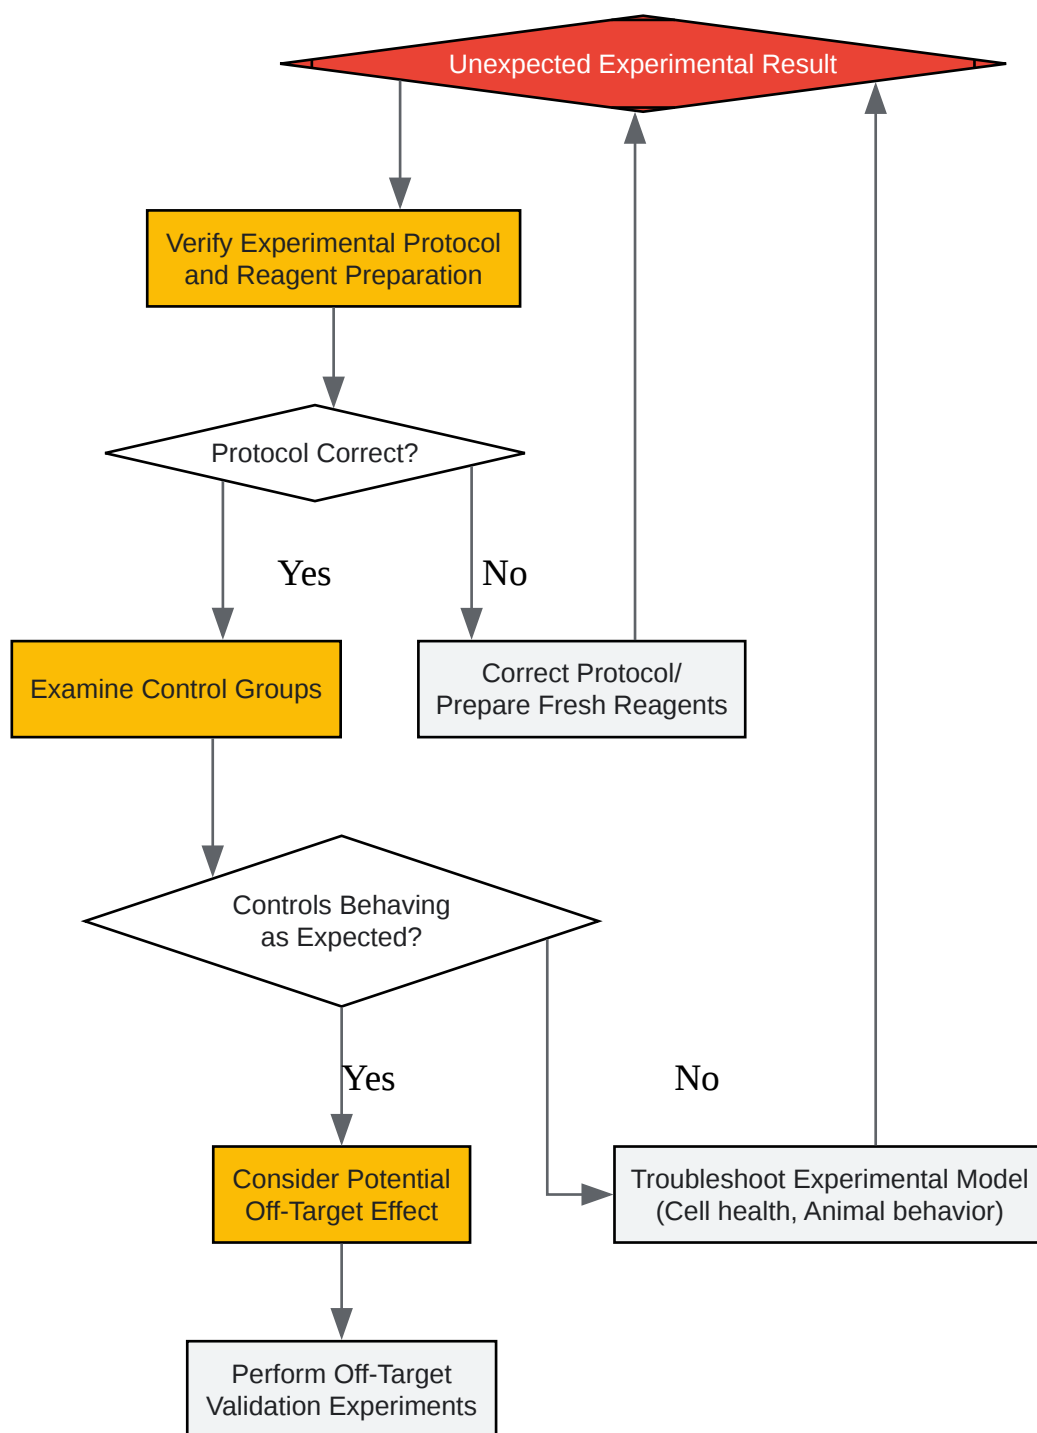 Unexpected Experimental Result
Verify Experimental Protocol
and Reagent Preparation
Protocol Correct?
Yes
No
Examine Control Groups
Correct Protocol/
Prepare Fresh Reagents
Controls Behaving
as Expected?
Yes
No
Consider Potential
Off-Target Effect
Troubleshoot Experimental Model
(Cell health, Animal behavior)
Perform Off-Target
Validation Experiments